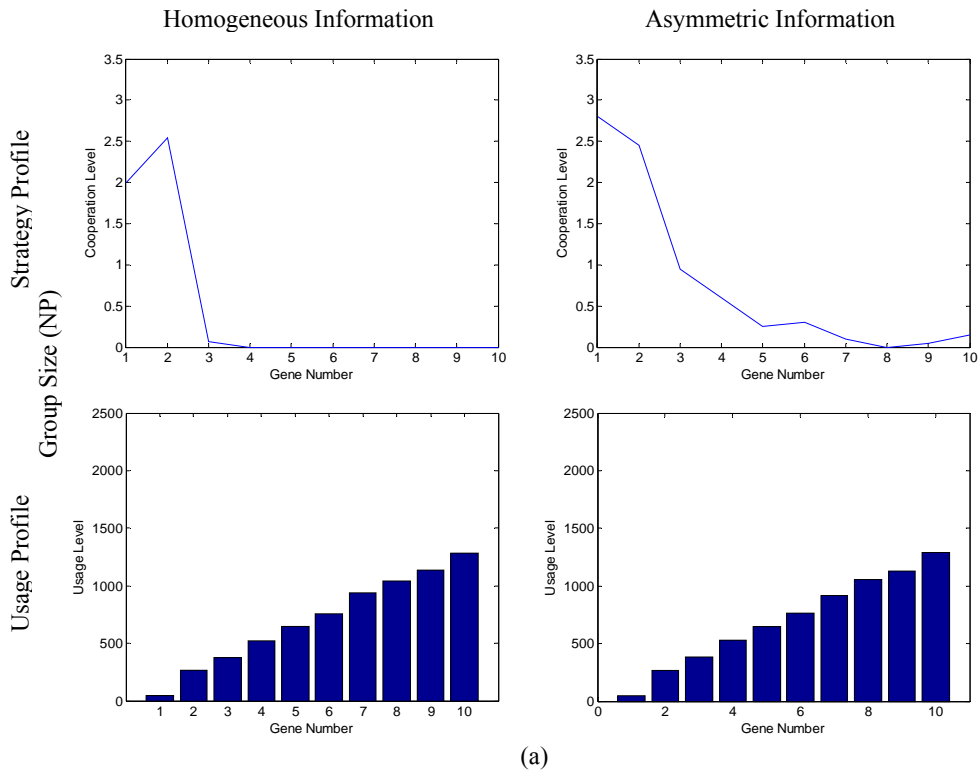 Homogeneous Information
Asymmetric Information
Strategy Profile
Group Size (NP)
Usage Profile
3.5
3
2.5
2
1.5
1
0.5
0
Cooperation Level
1 2 3 4 5 6 7 8 9 10
Gene Number
3.5
3
2.5
2
1.5
1
0.5
0
Cooperation Level
1 2 3 4 5 6 7 8 9 10
Gene Number
2500
2000
1500
1000
500
0
Usage Level
1 2 3 4 5 6 7 8 9 10
Gene Number
2500
2000
1500
1000
500
0
Usage Level
0 2 4 6 8 10
Gene Number
(a)